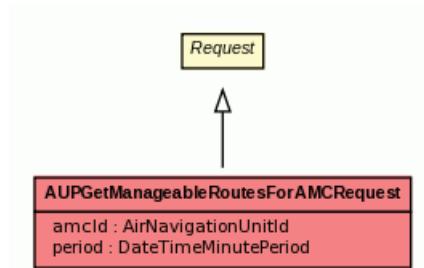 Request
AUPGetManageableRoutesForAMCRequest
amcId : AirNavigationUnitId
period : DateTimeMinutePeriod